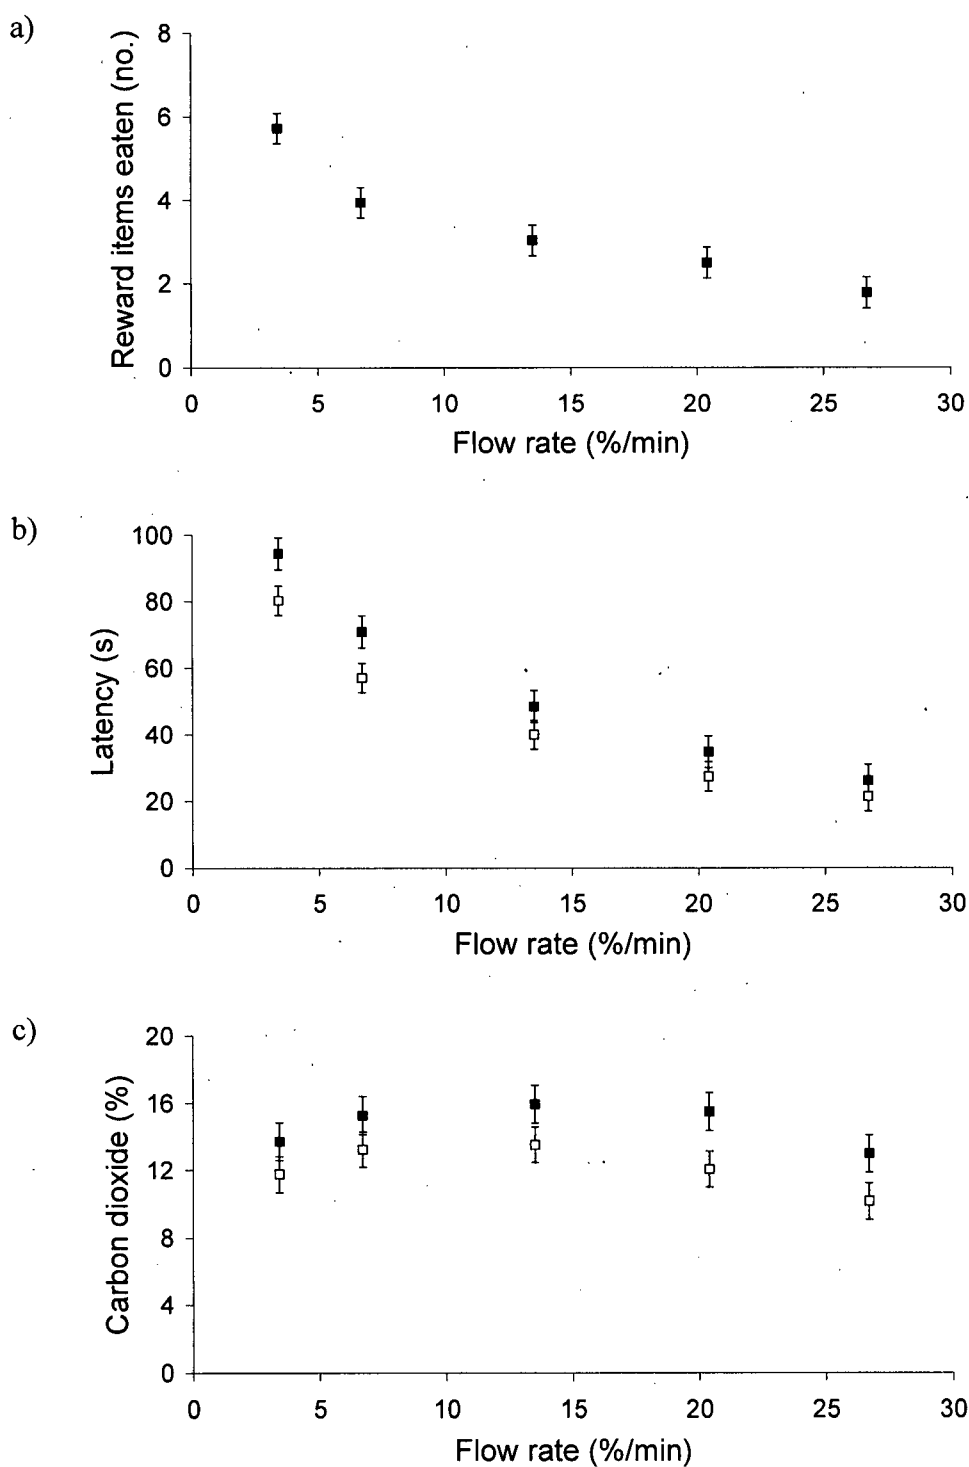 a)
Reward items eaten (no.)
8
6
4
2
0
0 5 10 15 20 25 30
Flow rate (%/min)
b)
Latency (s)
100
80
60
40
20
0
0 5 10 15 20 25 30
Flow rate (%/min)
c)
Carbon dioxide (%)
20
16
12
8
4
0
0 5 10 15 20 25 30
Flow rate (%/min)